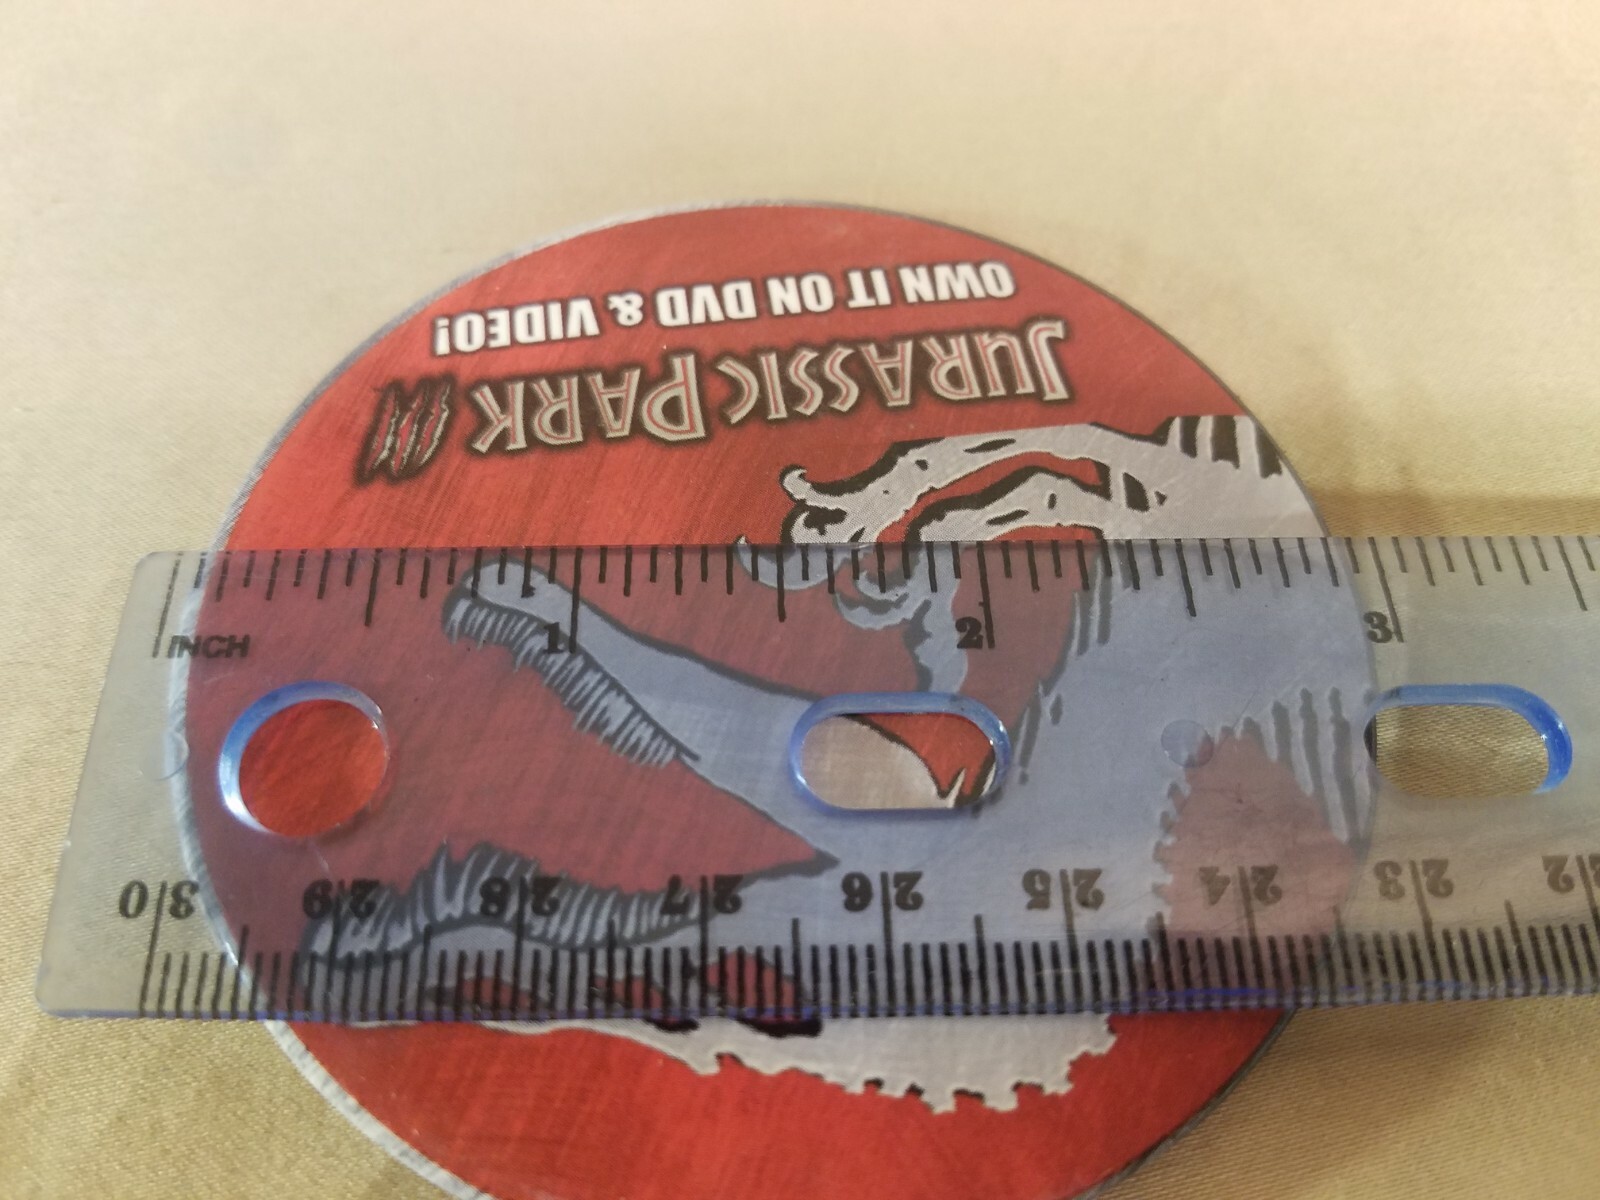 OWN IT ON DVD & VIDEO!
JURASSIC PARK III
INCH 1 2 3
30 29 28 27 26 25 24 23 22